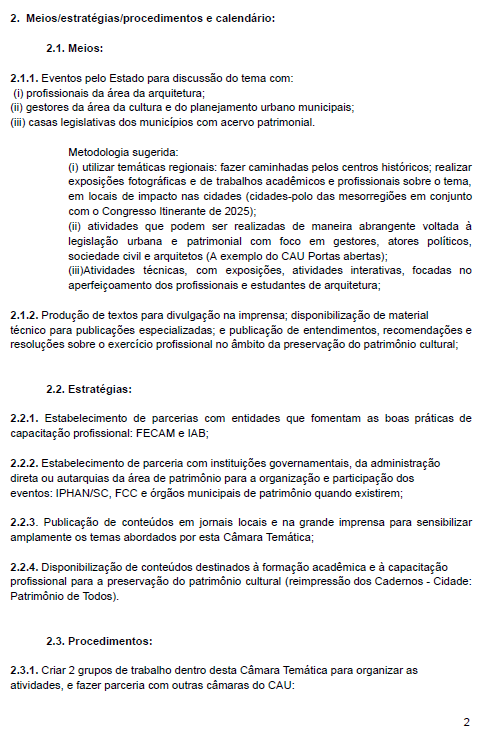 2. Meios/estratégias/procedimentos e calendário:
2.1. Meios:
2.1.1. Eventos pelo Estado para discussão do tema com:
(i) profissionais da área da arquitetura;
(ii) gestores da área da cultura e do planejamento urbano municipais;
(iii) casas legislativas dos municípios com acervo patrimonial.
Metodologia sugerida:
(i) utilizar temáticas regionais: fazer caminhadas pelos centros históricos; realizar
exposições fotográficas e de trabalhos acadêmicos e profissionais sobre o tema,
em locais de impacto nas cidades (cidades-polo das mesorregiões em conjunto
com o Congresso Itinerante de 2025);
(ii) atividades que podem ser realizadas de maneira abrangente voltada à
legislação urbana e patrimonial com foco em gestores, atores políticos,
sociedade civil e arquitetos (A exemplo do CAU Portas abertas);
(iii)Atividades técnicas, com exposições, atividades interativas, focadas no
aperfeiçoamento dos profissionais e estudantes de arquitetura;
2.1.2. Produção de textos para divulgação na imprensa; disponibilização de material
técnico para publicações especializadas; e publicação de entendimentos, recomendações e
resoluções sobre o exercício profissional no âmbito da preservação do patrimônio cultural;
2.2. Estratégias:
2.2.1. Estabelecimento de parcerias com entidades que fomentam as boas práticas de
capacitação profissional: FECAM e IAB;
2.2.2. Estabelecimento de parceria com instituições governamentais, da administração
direta ou autarquias da área de patrimônio para a organização e participação dos
eventos: IPHAN/SC, FCC e órgãos municipais de patrimônio quando existirem;
2.2.3. Publicação de conteúdos em jornais locais e na grande imprensa para sensibilizar
amplamente os temas abordados por esta Câmara Temática;
2.2.4. Disponibilização de conteúdos destinados à formação acadêmica e à capacitação
profissional para a preservação do patrimônio cultural (reimpressão dos Cadernos - Cidade:
Patrimônio de Todos).
2.3. Procedimentos:
2.3.1. Criar 2 grupos de trabalho dentro desta Câmara Temática para organizar as
atividades, e fazer parceria com outras câmaras do CAU:
2